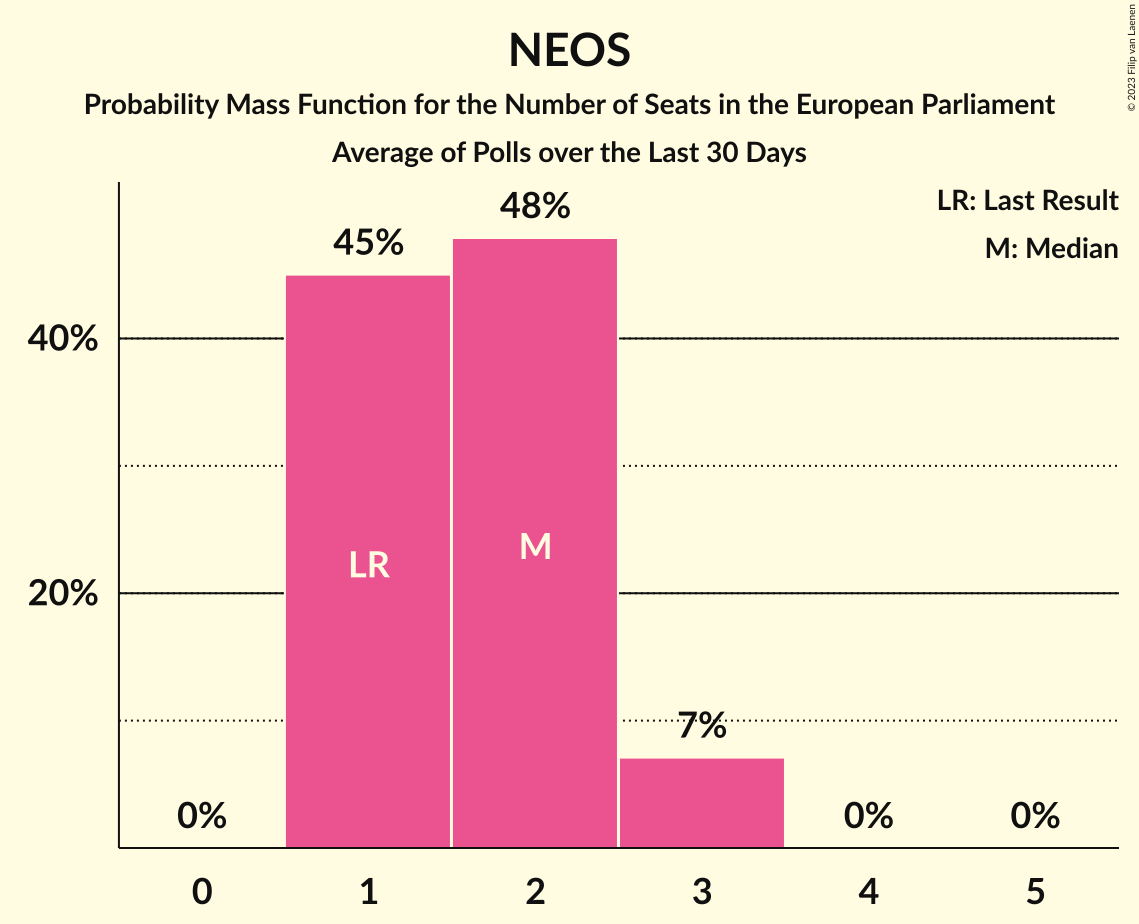 NEOS
Probability Mass Function for the Number of Seats in the European Parliament
Average of Polls over the Last 30 Days
© 2023 Filip van Laenen
LR: Last Result
M: Median
48%
45%
40%
LR
M
20%
7%
0%
0%
0%
0
1
2
3
4
5